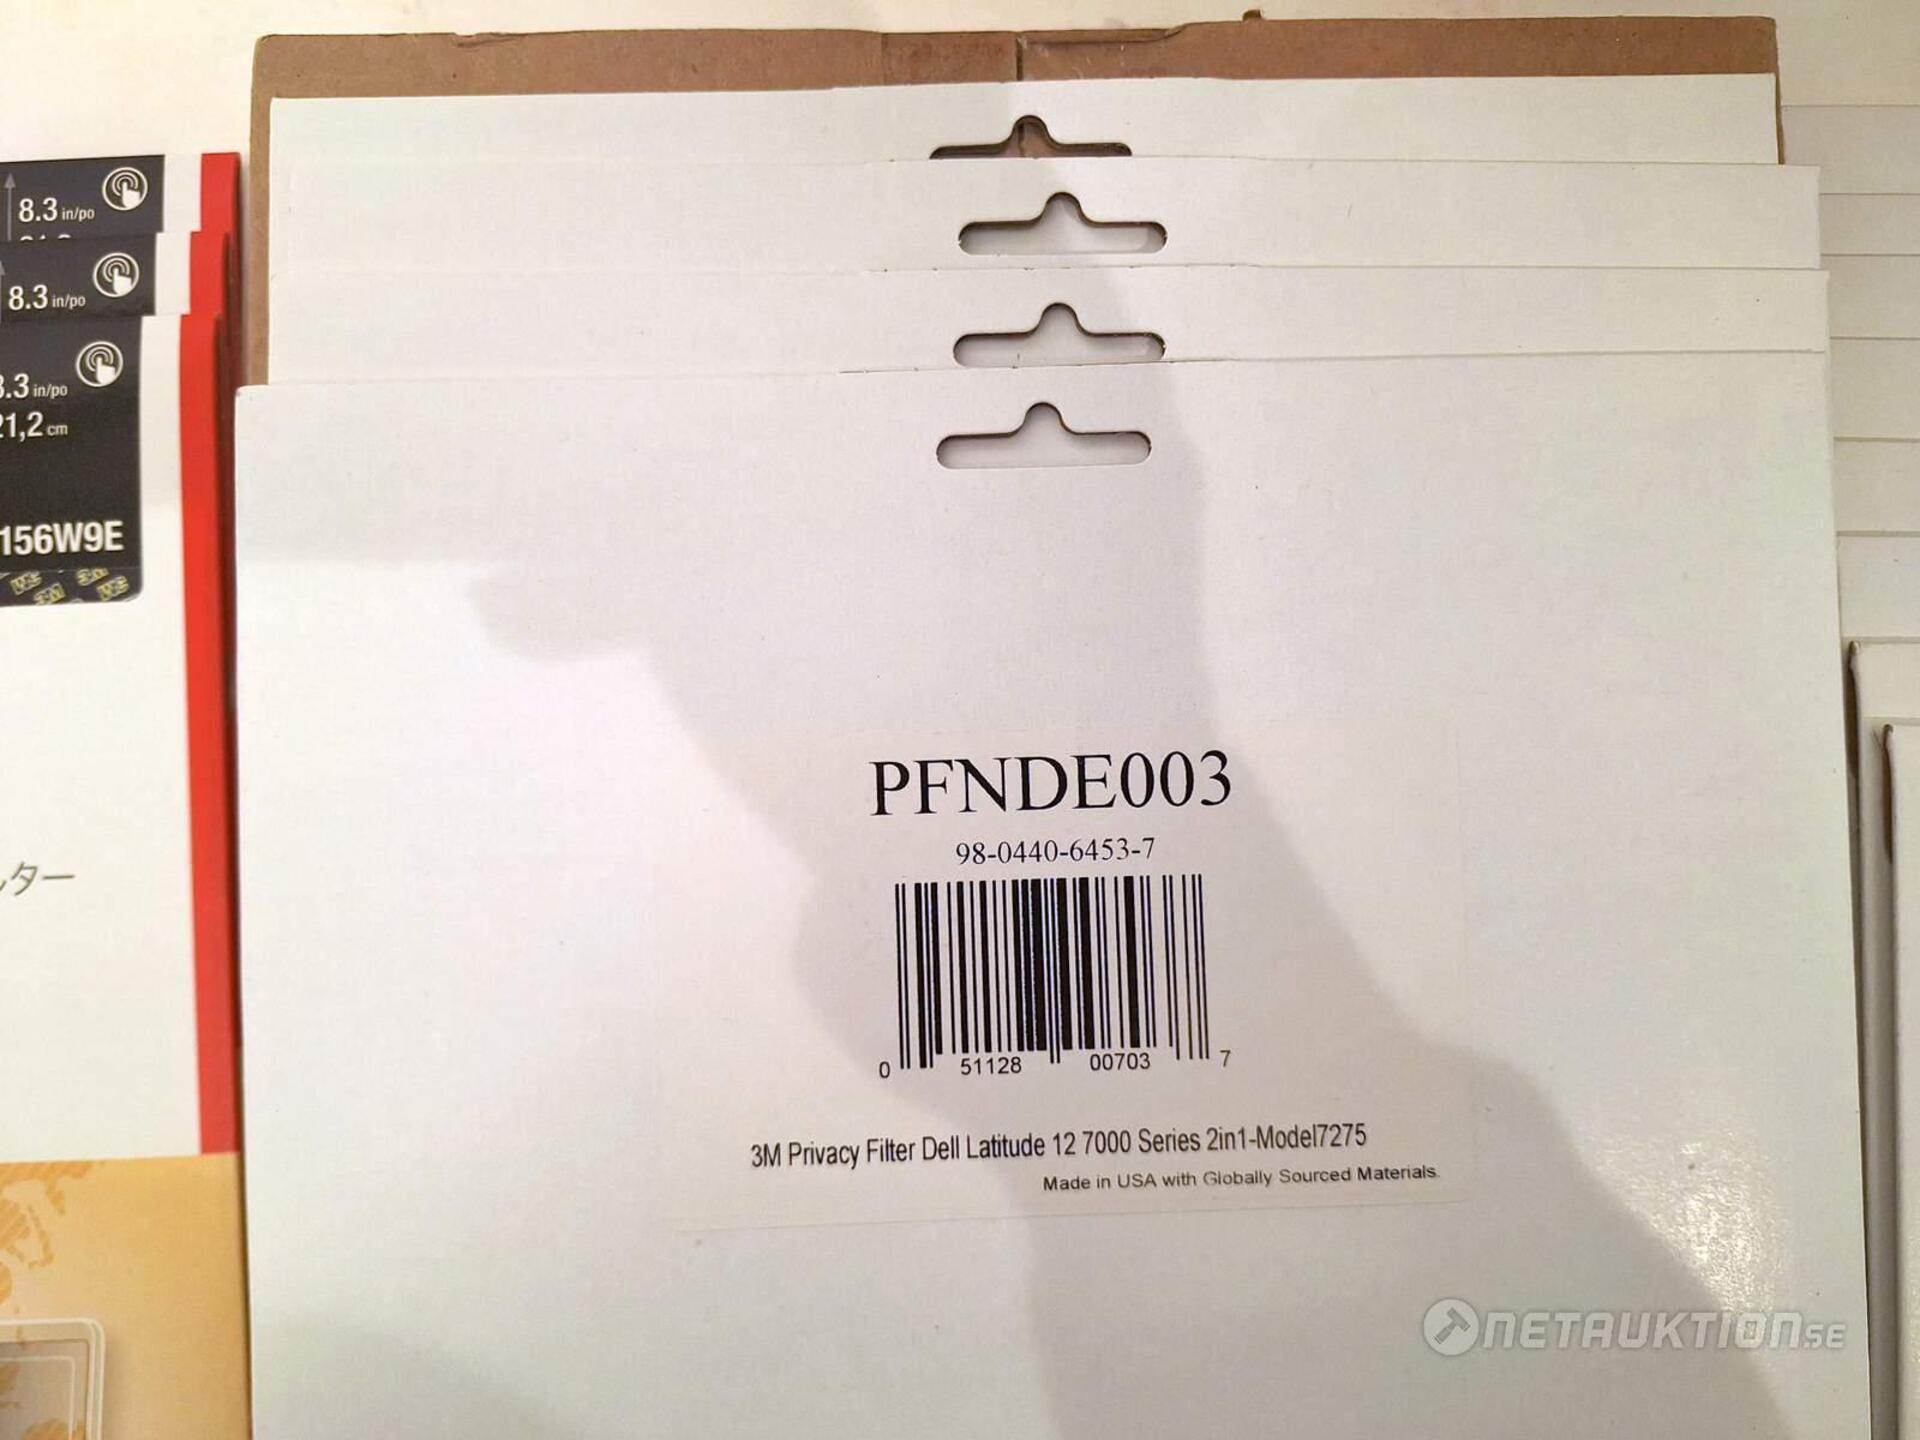 8.3 in/po
8.3 in/po
.3 in/po
21,2 cm
156W9E
3M
3M
ルター
PFNDE003
98-0440-6453-7
0 51128 00703 7
3M Privacy Filter Dell Latitude 12 7000 Series 2in1-Model7275
Made in USA with Globally Sourced Materials.
NETAUKTION.SE